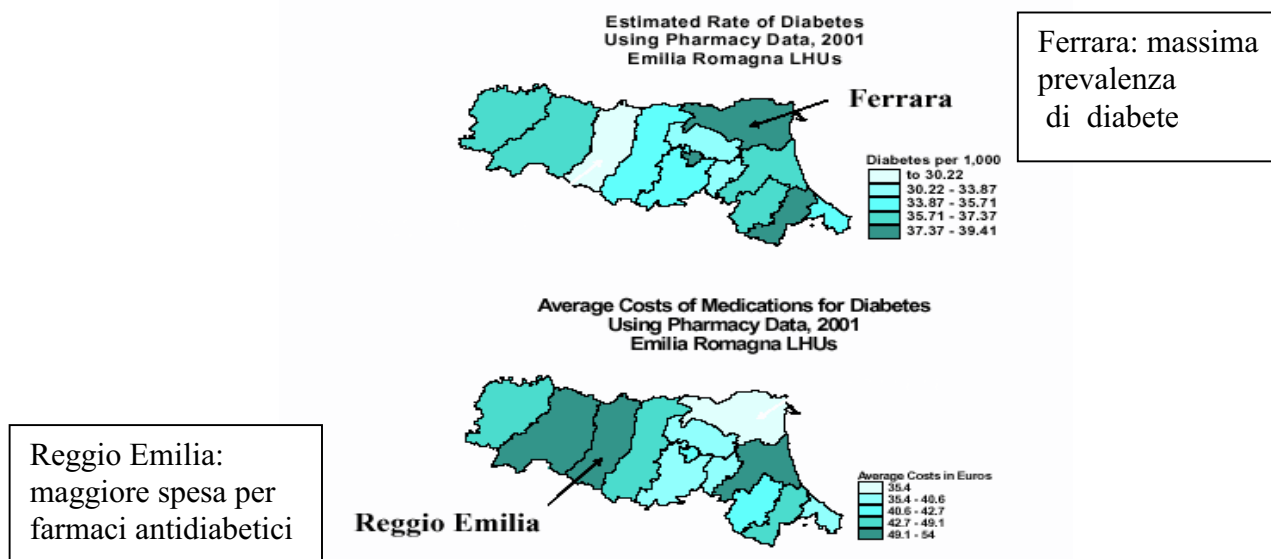 Estimated Rate of Diabetes
Using Pharmacy Data, 2001
Emilia Romagna LHUs
Ferrara
Diabetes per 1,000
to 30.22
30.22 - 33.87
33.87 - 35.71
35.71 - 37.37
37.37 - 39.41
Ferrara: massima
prevalenza
di diabete
Average Costs of Medications for Diabetes
Using Pharmacy Data, 2001
Emilia Romagna LHUs
Reggio Emilia:
maggiore spesa per
farmaci antidiabetici
Reggio Emilia
Average Costs in Euros
35.4
35.4 - 40.6
40.6 - 42.7
42.7 - 49.1
49.1 - 54